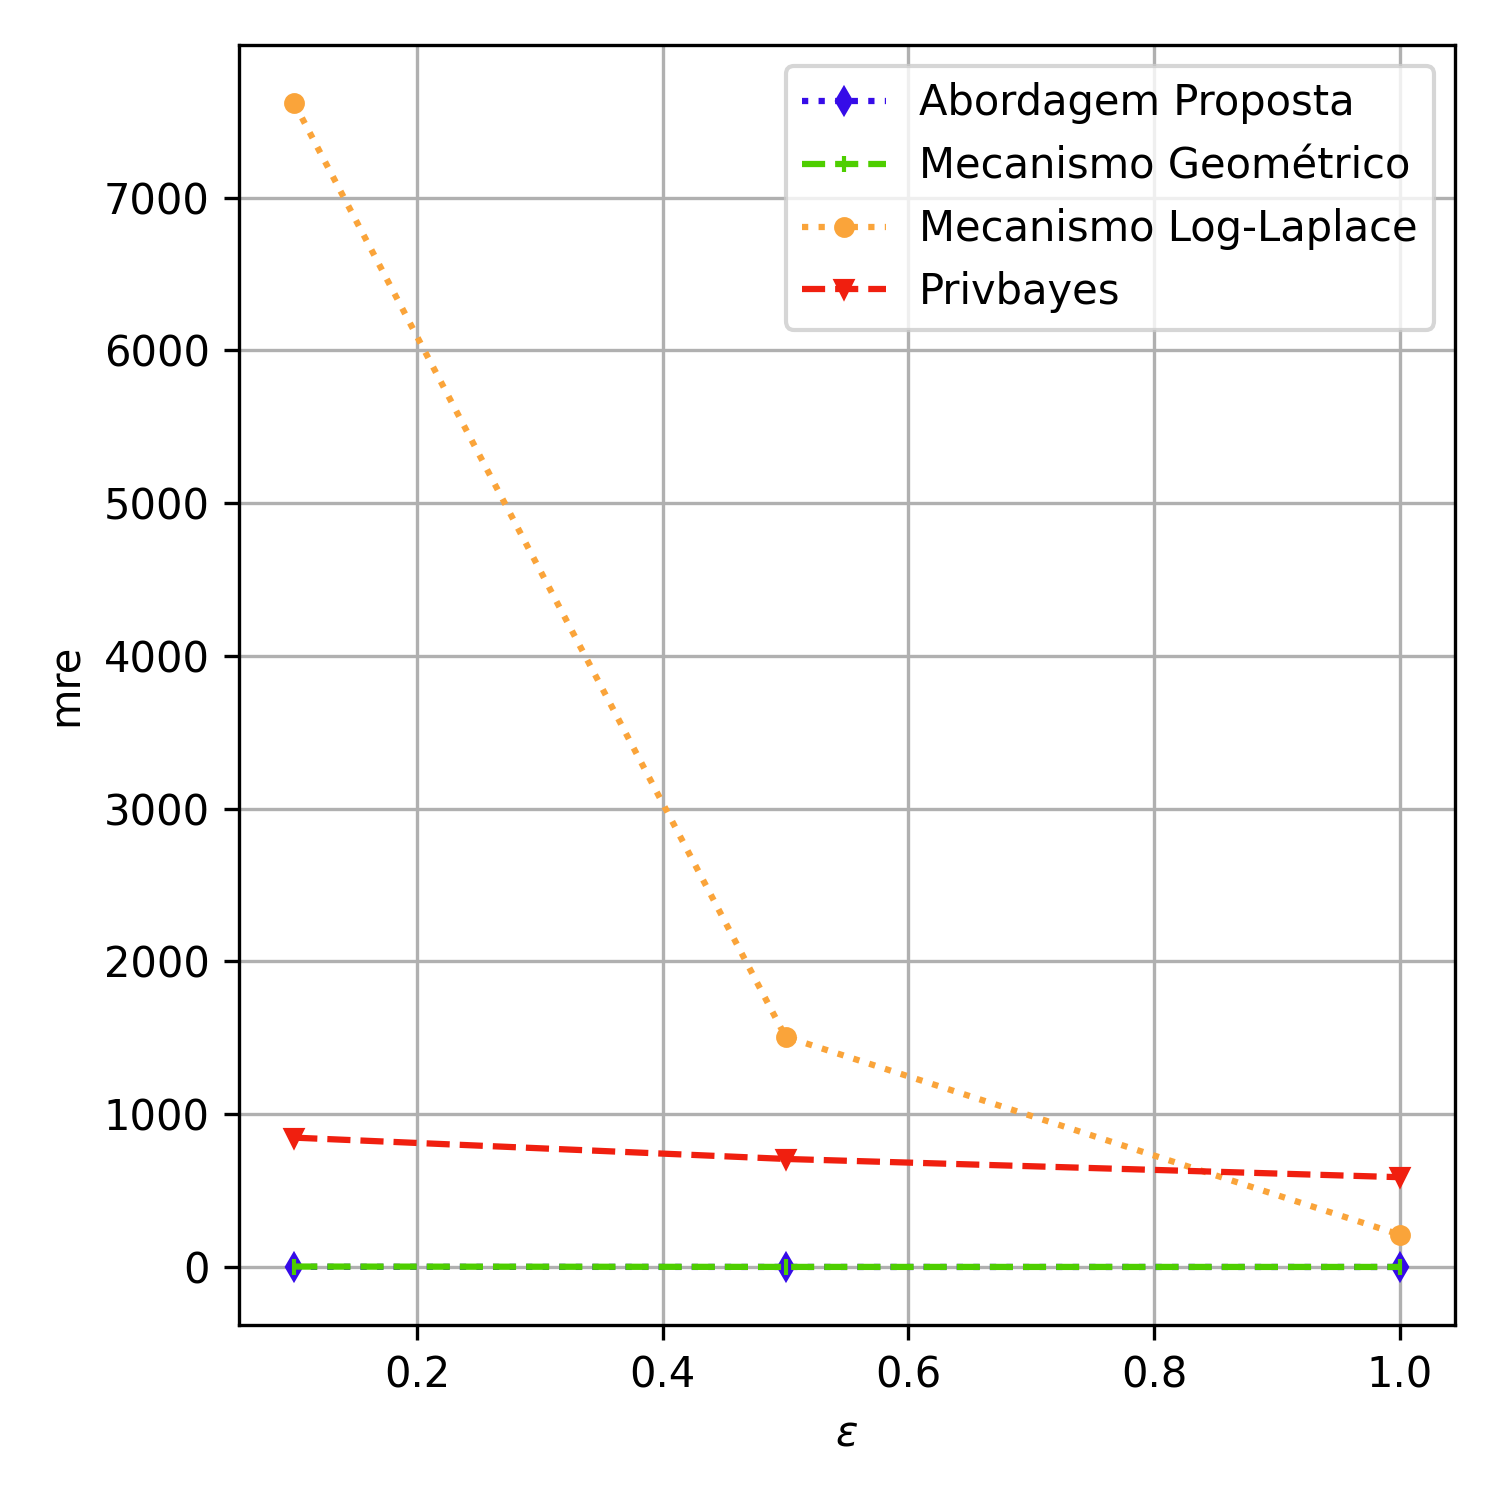 Abordagem Proposta
Mecanismo Geométrico
Mecanismo Log-Laplace
Privbayes
7000
6000
5000
4000
3000
2000
1000
0
mre
0.2 0.4 0.6 0.8 1.0
ε